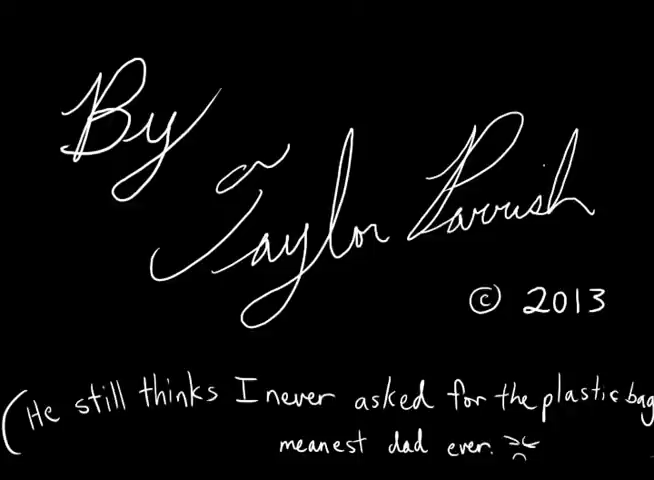 By
Taylor Parrish
© 2013
(He still thinks I never asked for the plastic bag
meanest dad ever.